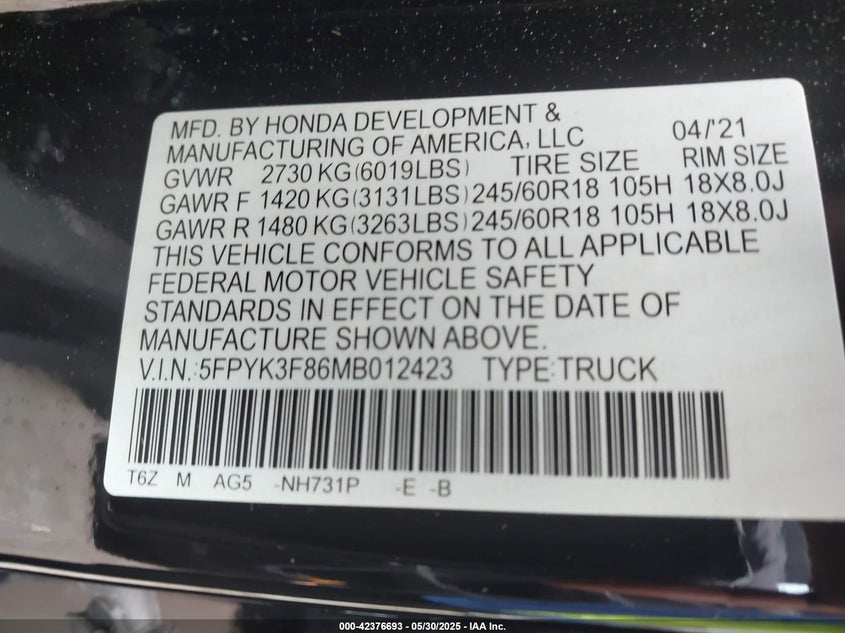 MFD. BY HONDA DEVELOPMENT &
MANUFACTURING OF AMERICA, LLC 04/'21
GVWR 2730 KG(6019LBS) TIRE SIZE RIM SIZE
GAWR F 1420 KG(3131LBS) 245/60R18 105H 18X8.0J
GAWR R 1480 KG(3263LBS) 245/60R18 105H 18X8.0J
THIS VEHICLE CONFORMS TO ALL APPLICABLE
FEDERAL MOTOR VEHICLE SAFETY
STANDARDS IN EFFECT ON THE DATE OF
MANUFACTURE SHOWN ABOVE.
V.I.N.:5FPYK3F86MB012423 TYPE:TRUCK
T6Z M AG5 -NH731P -E -B
000-42376693 - 05/30/2025 - IAA Inc.